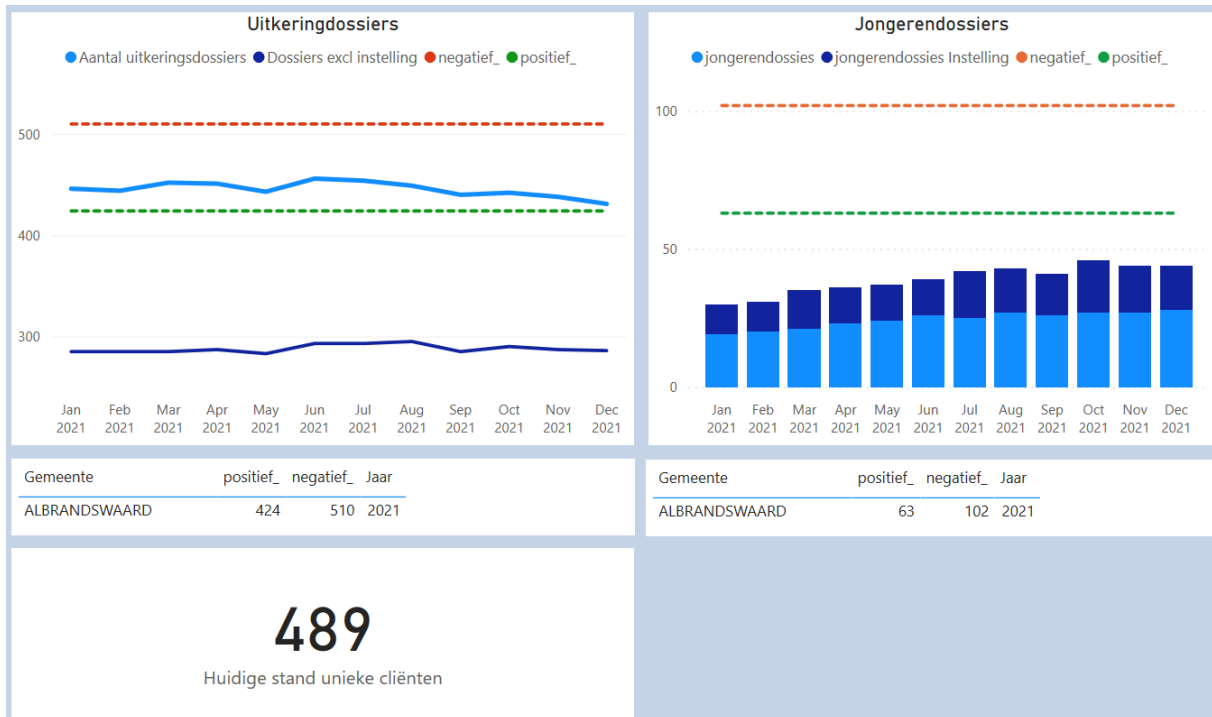 Uitkeringdossiers
Aantal uitkeringsdossiers Dossiers excl instelling negatief_ positief_
500
400
300
Jan Feb Mar Apr May Jun Jul Aug Sep Oct Nov Dec
2021 2021 2021 2021 2021 2021 2021 2021 2021 2021 2021 2021
Jongerendossiers
jongerendossies jongerendossies Instelling negatief_ positief_
100
50
0
Jan Feb Mar Apr May Jun Jul Aug Sep Oct Nov Dec
2021 2021 2021 2021 2021 2021 2021 2021 2021 2021 2021 2021
Gemeente positief_ negatief_ Jaar
ALBRANDSWAARD 424 510 2021
Gemeente positief_ negatief_ Jaar
ALBRANDSWAARD 63 102 2021
489
Huidige stand unieke cliënten